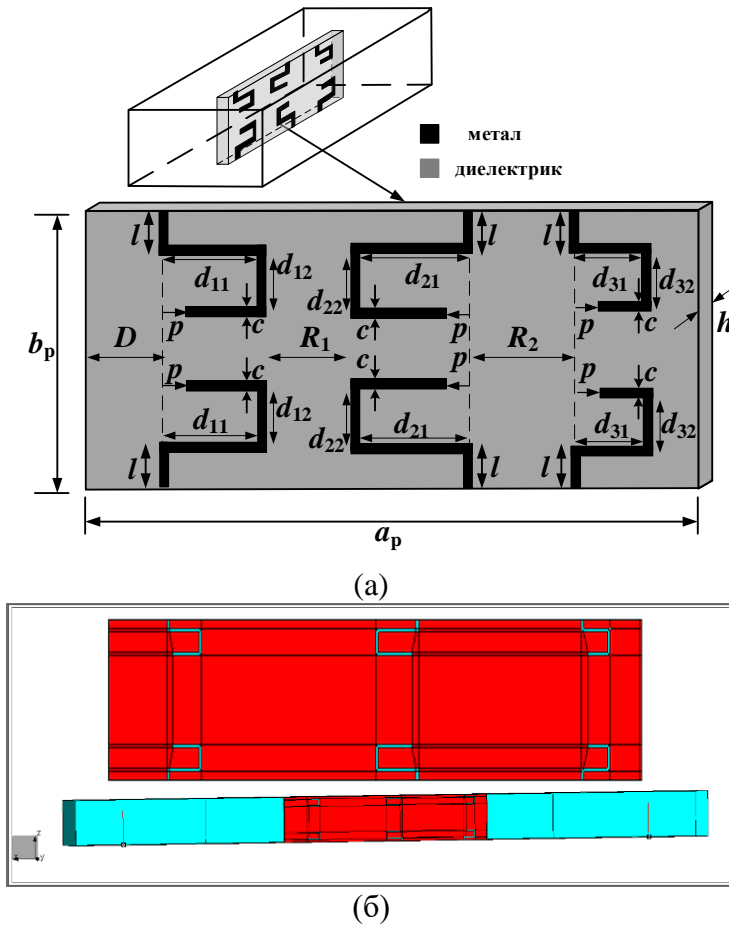 метал
диелектрик
l l l
d₁₁ d₁₂ d₂₁ d₃₁ d₃₂
d₂₂
p c c p p c h
bₚ D R₁ R₂
p c c p c
d₁₁ d₁₂ d₂₂ d₂₁ d₃₁ d₃₂
l l l
aₚ
(а)
z
x y
(б)